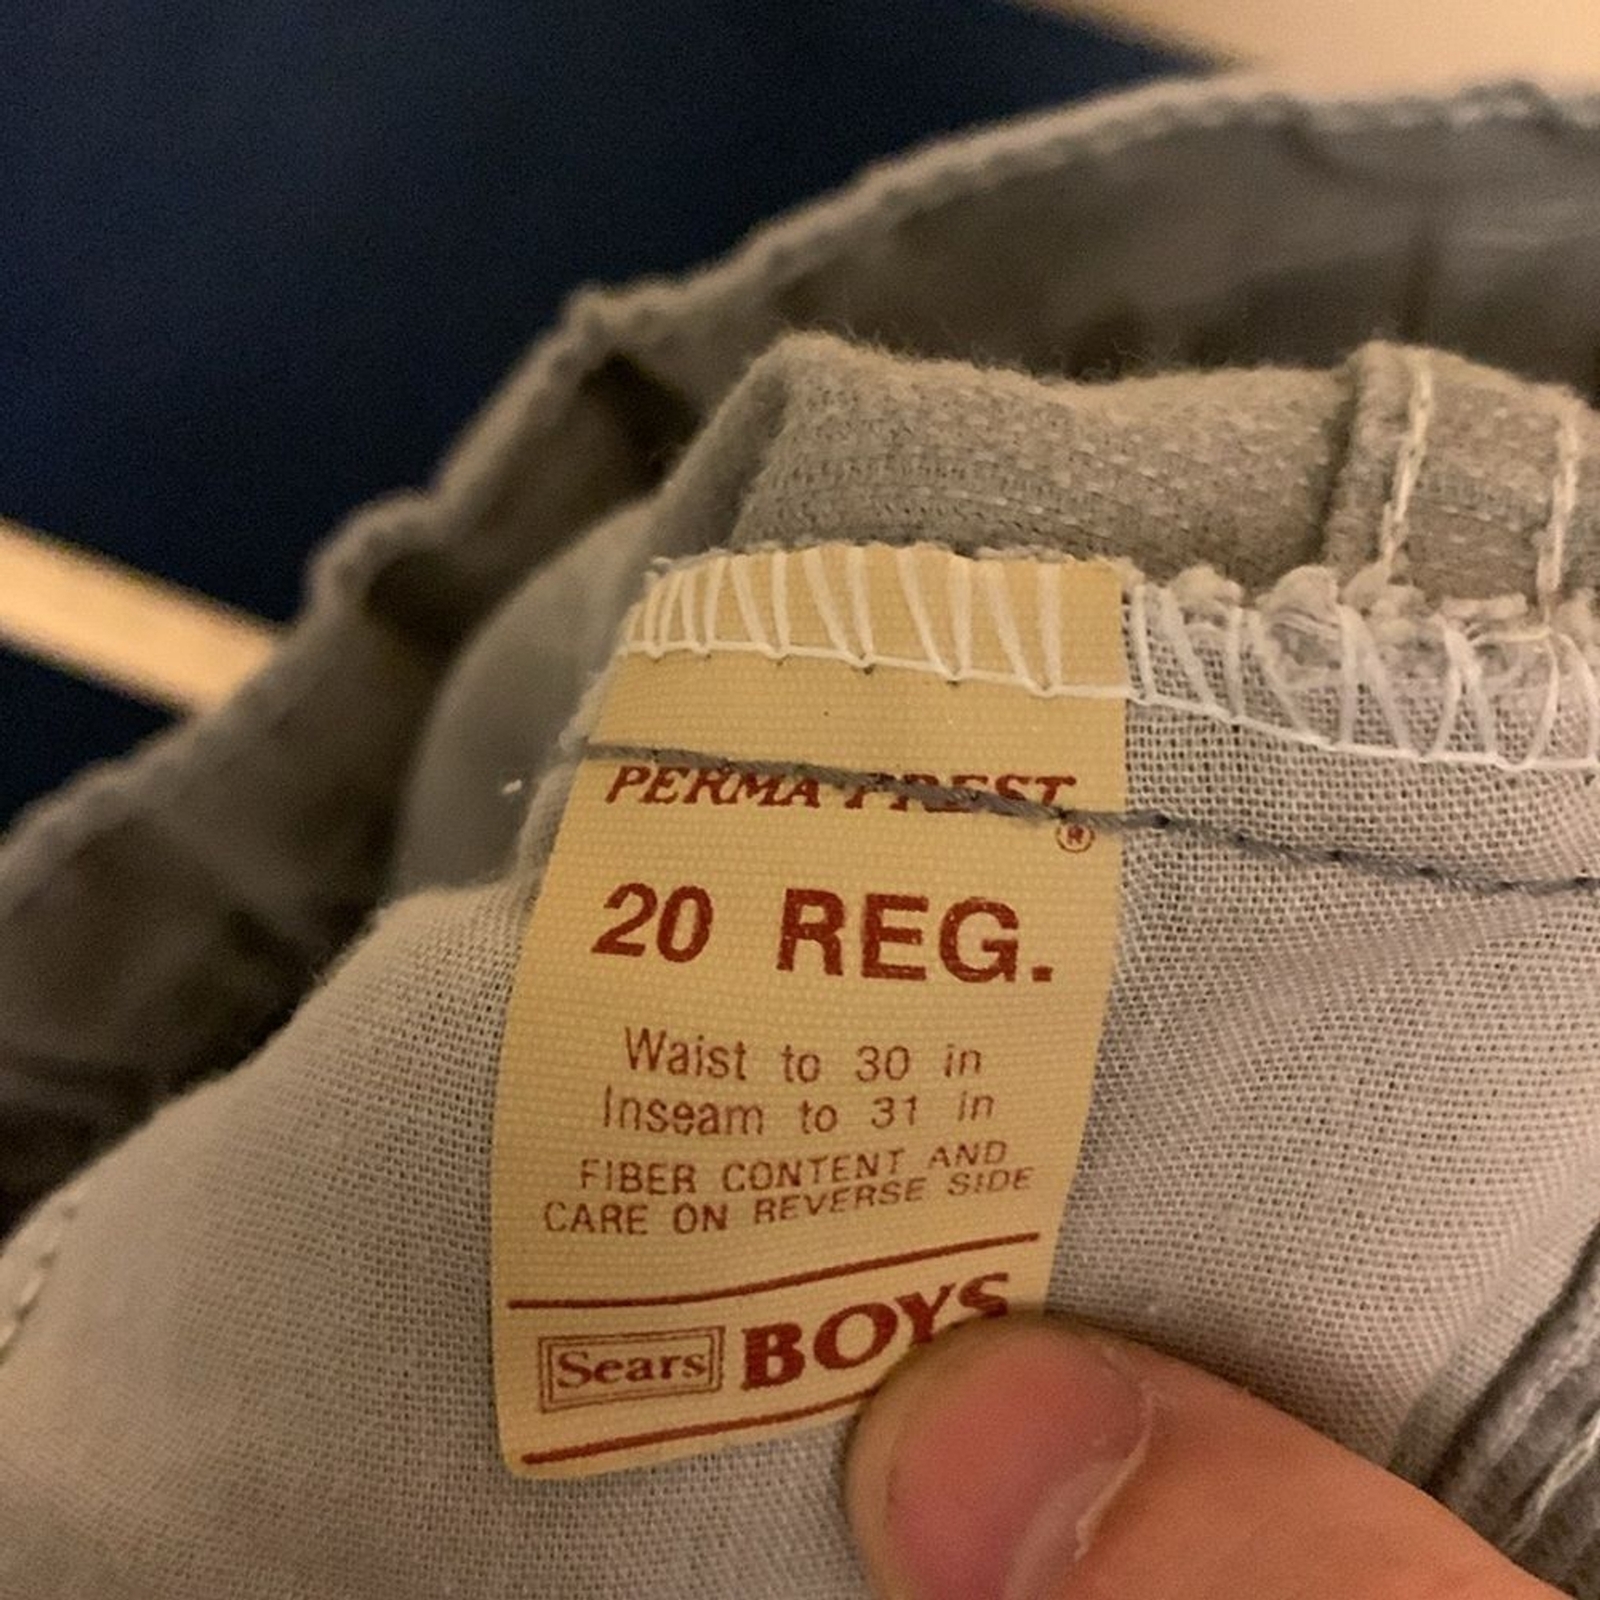 PERMA-PREST
®
20 REG.
Waist to 30 in
Inseam to 31 in
FIBER CONTENT AND
CARE ON REVERSE SIDE
Sears BOYS